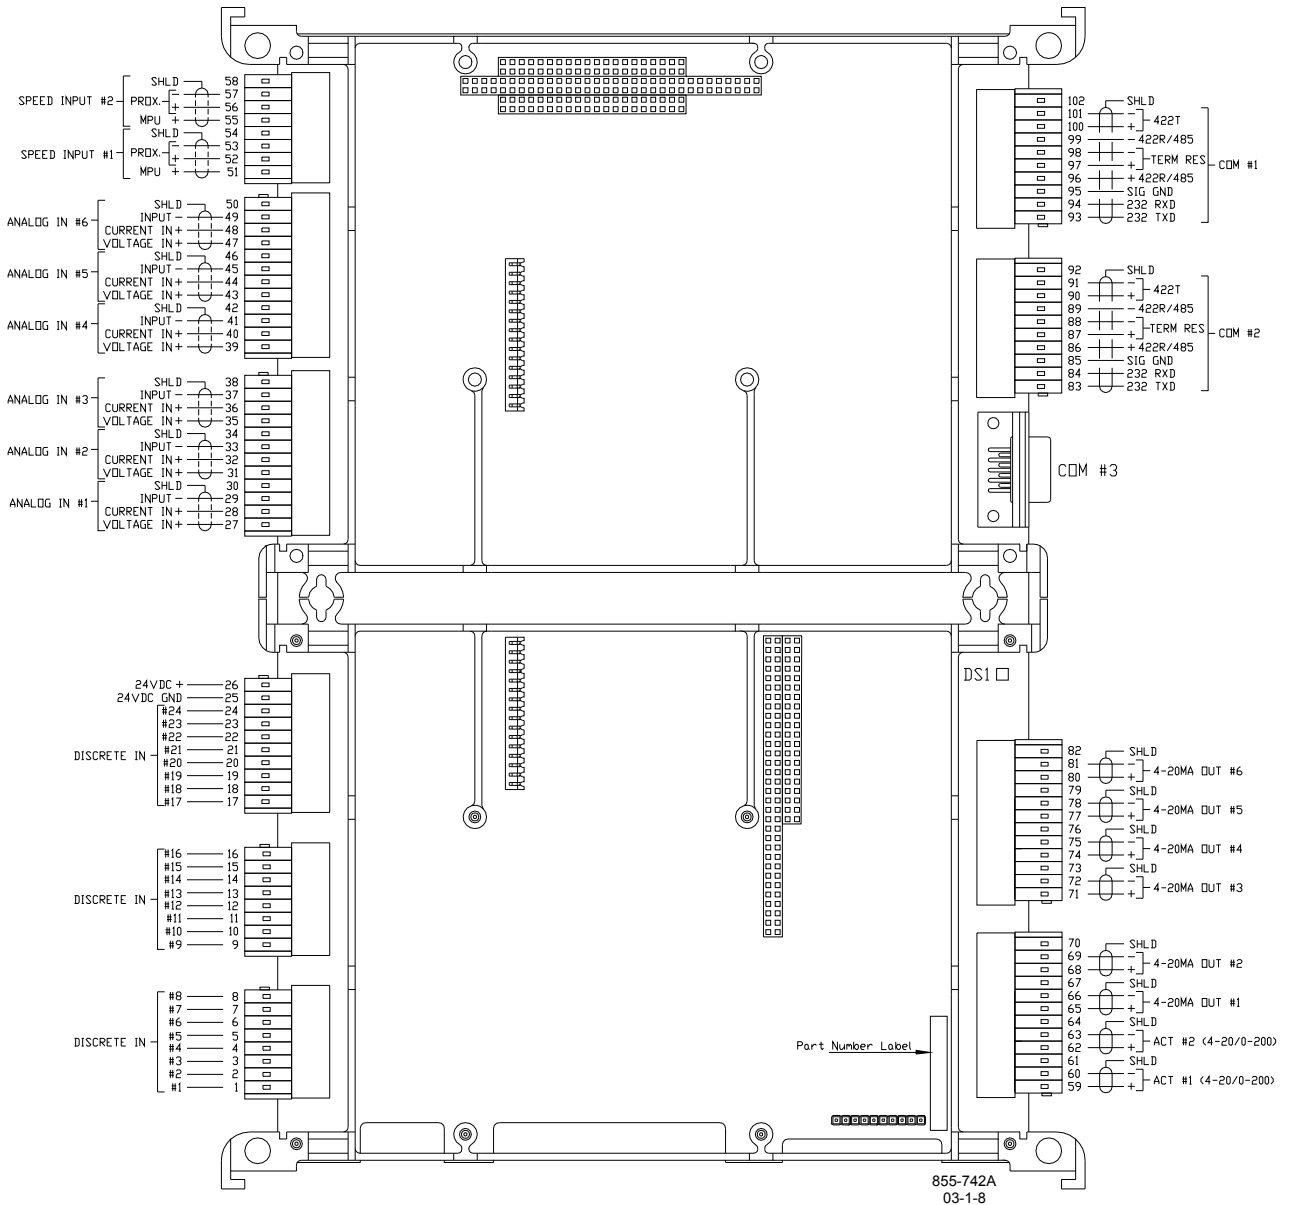 SPEED INPUT #2
SHLD 58
PROX. - 57
+ 56
MPU + 55
SPEED INPUT #1
SHLD 54
PROX. - 53
+ 52
MPU + 51
ANALOG IN #6
SHLD 50
INPUT - 49
CURRENT IN+ 48
VOLTAGE IN+ 47
ANALOG IN #5
SHLD 46
INPUT - 45
CURRENT IN+ 44
VOLTAGE IN+ 43
ANALOG IN #4
SHLD 42
INPUT - 41
CURRENT IN+ 40
VOLTAGE IN+ 39
ANALOG IN #3
SHLD 38
INPUT - 37
CURRENT IN+ 36
VOLTAGE IN+ 35
ANALOG IN #2
SHLD 34
INPUT - 33
CURRENT IN+ 32
VOLTAGE IN+ 31
ANALOG IN #1
SHLD 30
INPUT - 29
CURRENT IN+ 28
VOLTAGE IN+ 27
24VDC + 26
24VDC GND 25
DISCRETE IN
#24 24
#23 23
#22 22
#21 21
#20 20
#19 19
#18 18
#17 17
DISCRETE IN
#16 16
#15 15
#14 14
#13 13
#12 12
#11 11
#10 10
#9 9
DISCRETE IN
#8 8
#7 7
#6 6
#5 5
#4 4
#3 3
#2 2
#1 1
102 SHLD
101 - 422T
100 +
99 - 422R/485
98 - TERM RES
97 +
96 + 422R/485
95 SIG GND
94 232 RXD
93 232 TXD
COM #1
92 SHLD
91 - 422T
90 +
89 - 422R/485
88 - TERM RES
87 +
86 + 422R/485
85 SIG GND
84 232 RXD
83 232 TXD
COM #2
COM #3
DS1
82 SHLD
81 - 4-20MA OUT #6
80 +
79 SHLD
78 - 4-20MA OUT #5
77 +
76 SHLD
75 - 4-20MA OUT #4
74 +
73 SHLD
72 - 4-20MA OUT #3
71 +
70 SHLD
69 - 4-20MA OUT #2
68 +
67 SHLD
66 - 4-20MA OUT #1
65 +
64 SHLD
63 - ACT #2 (4-20/0-200)
62 +
61 SHLD
60 - ACT #1 (4-20/0-200)
59 +
Part Number Label
855-742A
03-1-8